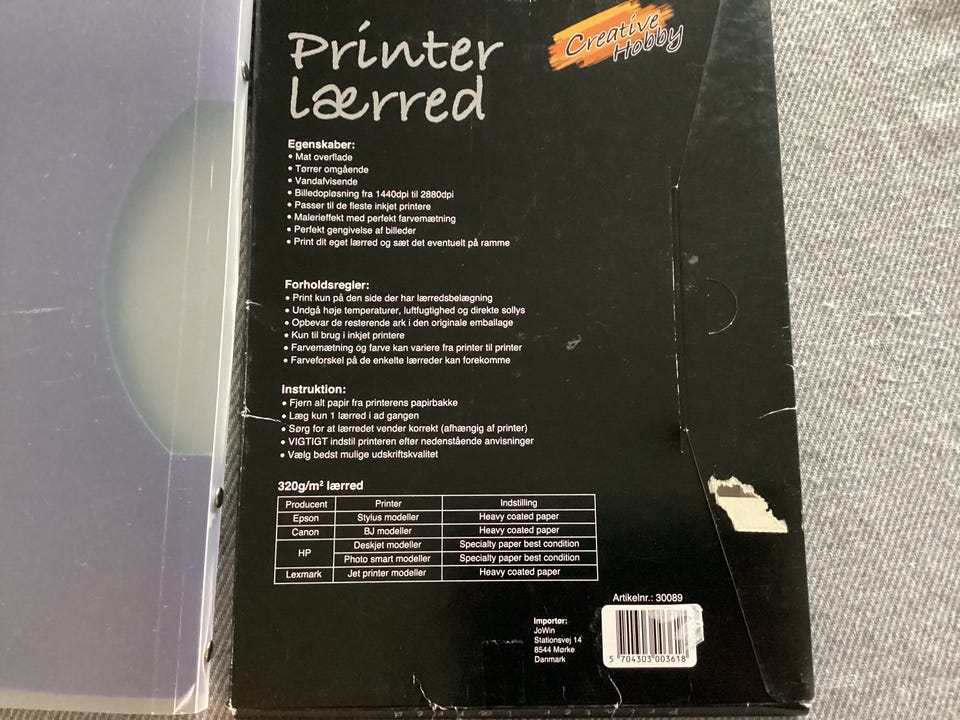 Printer
lærred
Creative
Hobby
Egenskaber:
• Mat overflade
• Tørrer omgående
• Vandafvisende
• Billedopløsning fra 1440dpi til 2880dpi
• Passer til de fleste inkjet printere
• Malerieffekt med perfekt farvemætning
• Perfekt gengivelse af billeder
• Print dit eget lærred og sæt det eventuelt på ramme
Forholdsregler:
• Print kun på den side der har lærredsbelægning
• Undgå høje temperaturer, luftfugtighed og direkte sollys
• Opbevar de resterende ark i den originale emballage
• Kun til brug i inkjet printere
• Farvemætning og farve kan variere fra printer til printer
• Farveforskel på de enkelte lærreder kan forekomme
Instruktion:
• Fjern alt papir fra printerens papirbakke
• Læg kun 1 lærred i ad gangen
• Sørg for at lærredet vender korrekt (afhængig af printer)
• VIGTIGT indstil printeren efter nedenstående anvisninger
• Vælg bedst mulige udskriftskvalitet
320g/m² lærred
Producent Printer Indstilling
Epson Stylus modeller Heavy coated paper
Canon BJ modeller Heavy coated paper
HP Deskjet modeller Specialty paper best condition
Photo smart modeller Specialty paper best condition
Lexmark Jet printer modeller Heavy coated paper
Artikelnr.: 30089
Importør:
JoWin
Stationsvej 14
8544 Mørke
Danmark
5 704303 003618